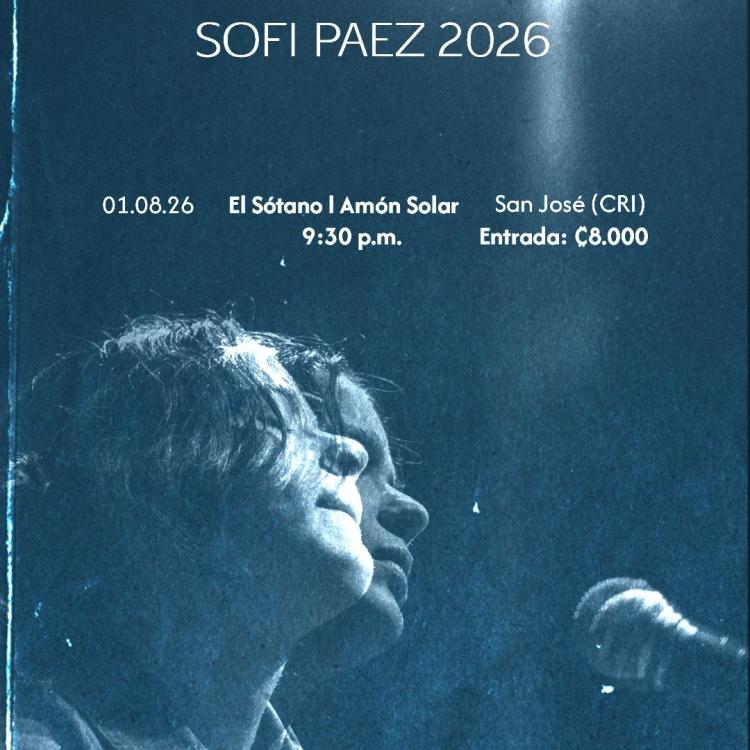 SOFI PAEZ 2026
01.08.26 El Sótano | Amón Solar San José (CRI)
9:30 p.m. Entrada: ₡8.000